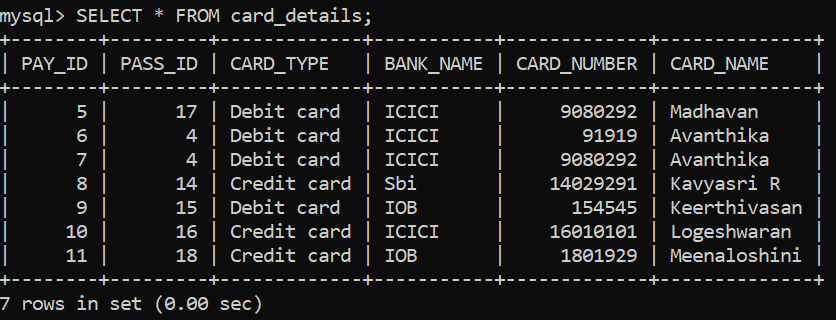 mysql> SELECT * FROM card_details;
+--------+---------+-------------+-----------+-------------+--------------+
| PAY_ID | PASS_ID | CARD_TYPE   | BANK_NAME | CARD_NUMBER | CARD_NAME    |
+--------+---------+-------------+-----------+-------------+--------------+
|      5 |      17 | Debit card  | ICICI     |     9080292 | Madhavan     |
|      6 |       4 | Debit card  | ICICI     |       91919 | Avanthika    |
|      7 |       4 | Debit card  | ICICI     |     9080292 | Avanthika    |
|      8 |      14 | Credit card | Sbi       |    14029291 | Kavyasri R   |
|      9 |      15 | Debit card  | IOB       |      154545 | Keerthivasan |
|     10 |      16 | Credit card | ICICI     |    16010101 | Logeshwaran  |
|     11 |      18 | Credit card | IOB       |     1801929 | Meenaloshini |
+--------+---------+-------------+-----------+-------------+--------------+
7 rows in set (0.00 sec)